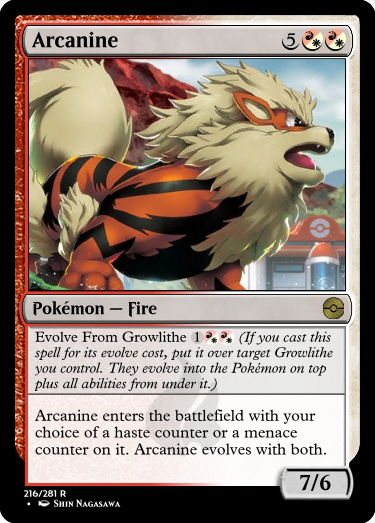 Arcanine 5
Pokémon — Fire
Evolve From Growlithe 1 (If you cast
this spell for its evolve cost, put it over target Growlithe
you control. They evolve into the Pokémon on top
plus all abilities from under it.)
Arcanine enters the battlefield with your
choice of a haste counter or a menace
counter on it. Arcanine evolves with both.
7/6
216/281 R
• Shin Nagasawa